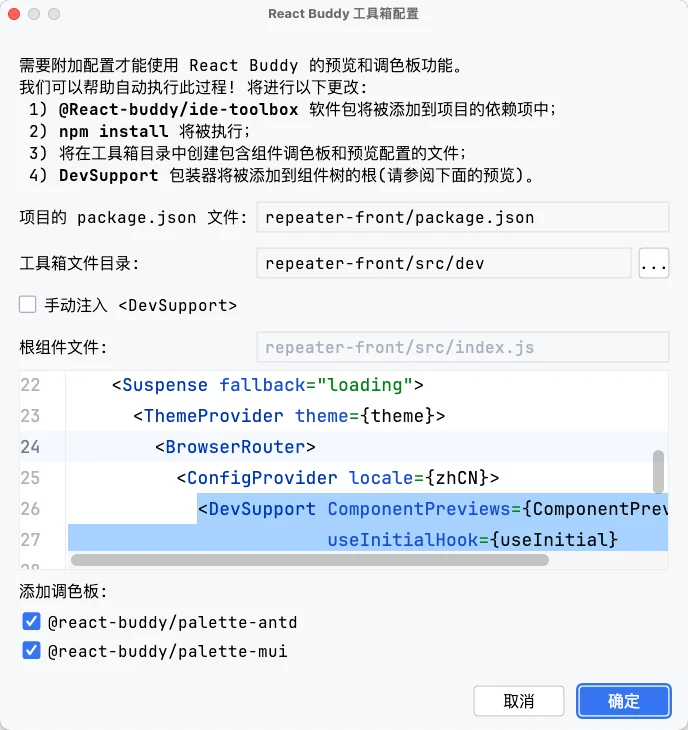 React Buddy 工具箱配置
需要附加配置才能使用 React Buddy 的预览和调色板功能。
我们可以帮助自动执行此过程! 将进行以下更改:
1) @React-buddy/ide-toolbox 软件包将被添加到项目的依赖项中;
2) npm install 将被执行;
3) 将在工具箱目录中创建包含组件调色板和预览配置的文件;
4) DevSupport 包装器将被添加到组件树的根(请参阅下面的预览)。
项目的 package.json 文件: repeater-front/package.json
工具箱文件目录: repeater-front/src/dev ...
手动注入 <DevSupport>
根组件文件: repeater-front/src/index.js
22 <Suspense fallback="loading">
23 <ThemeProvider theme={theme}>
24 <BrowserRouter>
25 <ConfigProvider locale={zhCN}>
26 <DevSupport ComponentPreviews={ComponentPrev
27 useInitialHook={useInitial}
28
添加调色板:
@react-buddy/palette-antd
@react-buddy/palette-mui
取消 确定